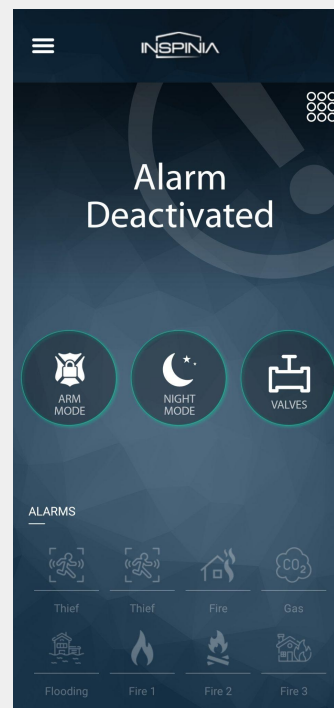 INSPINIA
Alarm
Deactivated
ARM
MODE
NIGHT
MODE
VALVES
ALARMS
Thief
Thief
Fire
CO2
Gas
Flooding
Fire 1
Fire 2
Fire 3